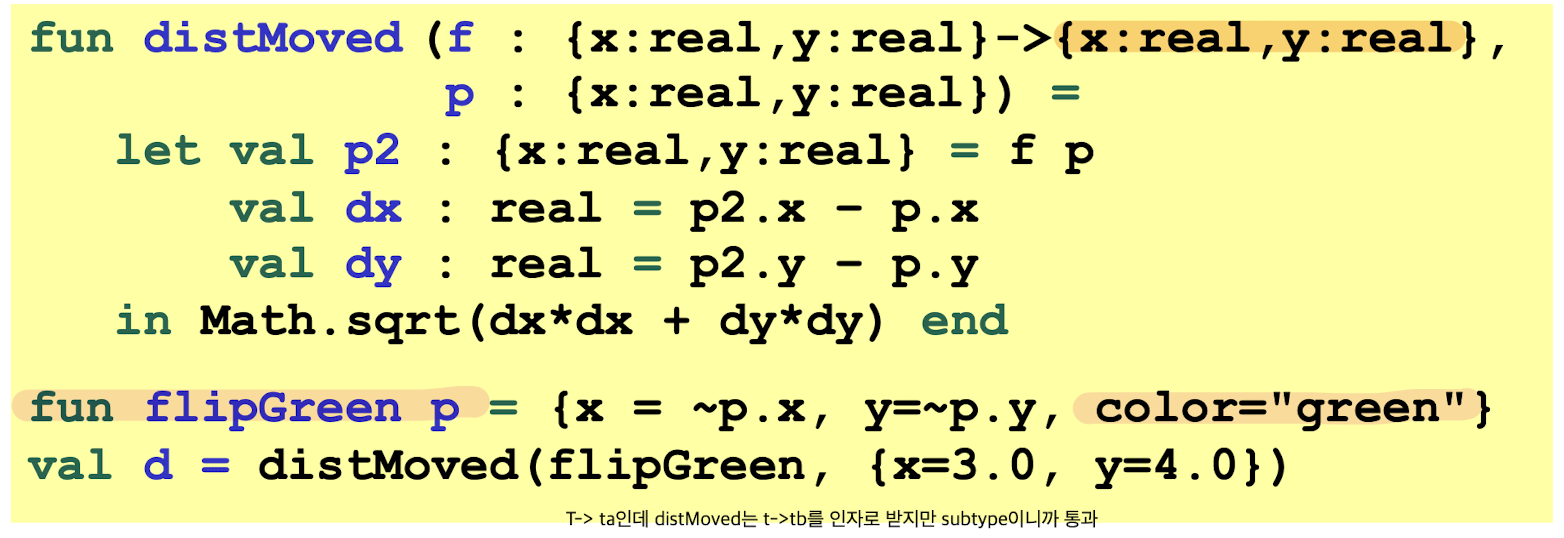 fun distMoved (f : {x:real,y:real}->{x:real,y:real},
p : {x:real,y:real}) =
let val p2 : {x:real,y:real} = f p
val dx : real = p2.x - p.x
val dy : real = p2.y - p.y
in Math.sqrt(dx*dx + dy*dy) end
fun flipGreen p = {x = ~p.x, y=~p.y, color="green"}
val d = distMoved(flipGreen, {x=3.0, y=4.0})
T-> ta인데 distMoved는 t->tb를 인자로 받지만 subtype이니까 통과